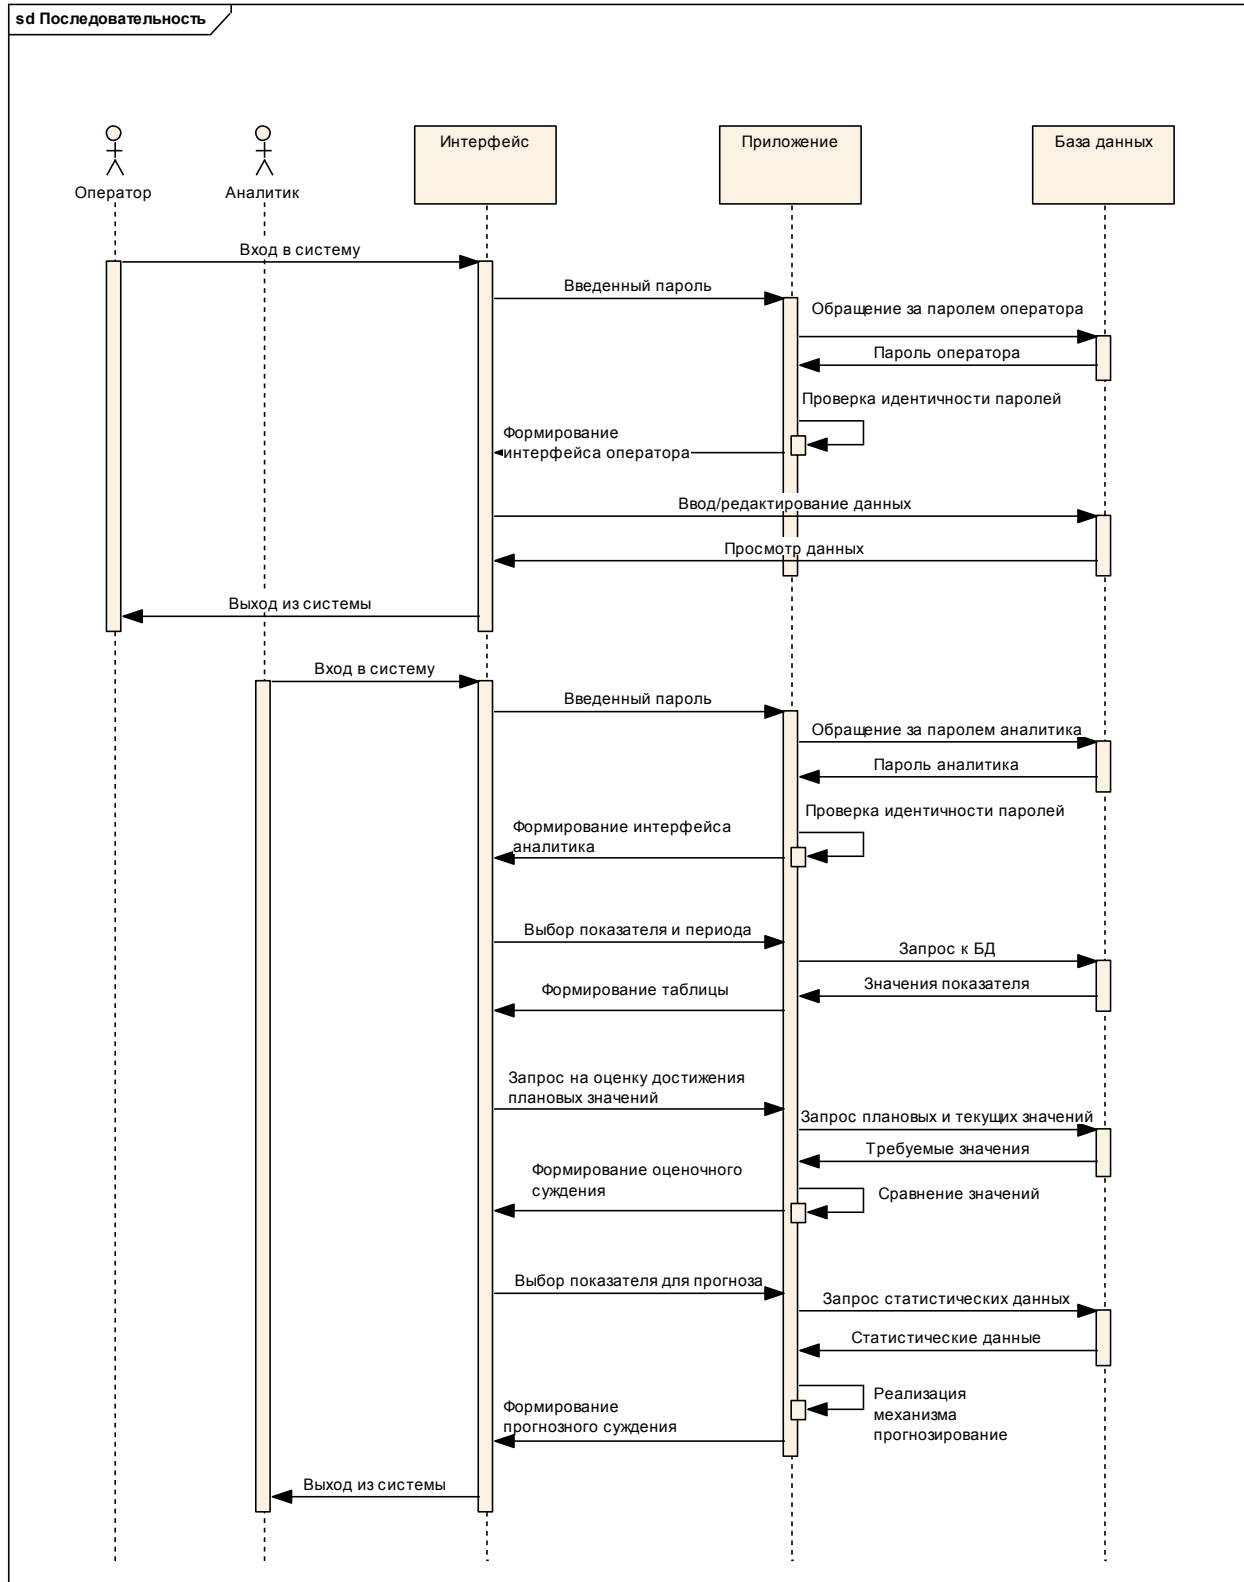 sd Последовательность
Оператор
Аналитик
Интерфейс
Приложение
База данных
Вход в систему
Введенный пароль
Обращение за паролем оператора
Пароль оператора
Проверка идентичности паролей
Формирование
интерфейса оператора
Ввод/редактирование данных
Просмотр данных
Выход из системы
Вход в систему
Введенный пароль
Обращение за паролем аналитика
Пароль аналитика
Проверка идентичности паролей
Формирование интерфейса
аналитика
Выбор показателя и периода
Запрос к БД
Значения показателя
Формирование таблицы
Запрос на оценку достижения
плановых значений
Запрос плановых и текущих значений
Требуемые значения
Формирование оценочного
суждения
Сравнение значений
Выбор показателя для прогноза
Запрос статистических данных
Статистические данные
Реализация
механизма
прогнозирование
Формирование
прогнозного суждения
Выход из системы